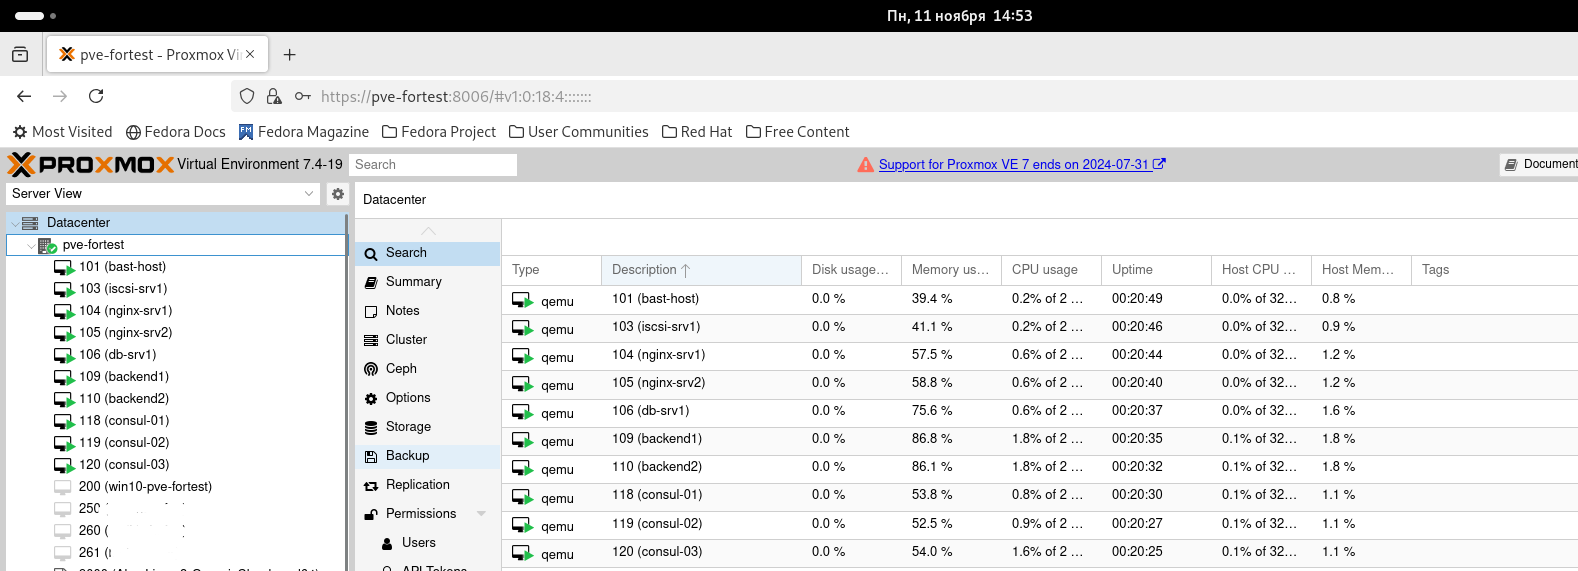 Пн, 11 ноября 14:53
pve-fortest - Proxmox Vi
https://pve-fortest:8006/#v1:0:18:4:::::::
Most Visited Fedora Docs Fedora Magazine Fedora Project User Communities Red Hat Free Content
PROXMOX Virtual Environment 7.4-19 Search Support for Proxmox VE 7 ends on 2024-07-31 Document
Server View
Datacenter
pve-fortest
101 (bast-host)
103 (iscsi-srv1)
104 (nginx-srv1)
105 (nginx-srv2)
106 (db-srv1)
109 (backend1)
110 (backend2)
118 (consul-01)
119 (consul-02)
120 (consul-03)
200 (win10-pve-fortest)
250
260 (
261 (
Datacenter
Search
Summary
Notes
Cluster
Ceph
Options
Storage
Backup
Replication
Permissions
Users
API Tokens
Type Description Disk usage... Memory us... CPU usage Uptime Host CPU ... Host Mem... Tags
qemu 101 (bast-host) 0.0 % 39.4 % 0.2% of 2 ... 00:20:49 0.0% of 32... 0.8 %
qemu 103 (iscsi-srv1) 0.0 % 41.1 % 0.2% of 2 ... 00:20:46 0.0% of 32... 0.9 %
qemu 104 (nginx-srv1) 0.0 % 57.5 % 0.6% of 2 ... 00:20:44 0.0% of 32... 1.2 %
qemu 105 (nginx-srv2) 0.0 % 58.8 % 0.6% of 2 ... 00:20:40 0.0% of 32... 1.2 %
qemu 106 (db-srv1) 0.0 % 75.6 % 0.6% of 2 ... 00:20:37 0.0% of 32... 1.6 %
qemu 109 (backend1) 0.0 % 86.8 % 1.8% of 2 ... 00:20:35 0.1% of 32... 1.8 %
qemu 110 (backend2) 0.0 % 86.1 % 1.8% of 2 ... 00:20:32 0.1% of 32... 1.8 %
qemu 118 (consul-01) 0.0 % 53.8 % 0.8% of 2 ... 00:20:30 0.1% of 32... 1.1 %
qemu 119 (consul-02) 0.0 % 52.5 % 0.9% of 2 ... 00:20:27 0.1% of 32... 1.1 %
qemu 120 (consul-03) 0.0 % 54.0 % 1.6% of 2 ... 00:20:25 0.1% of 32... 1.1 %